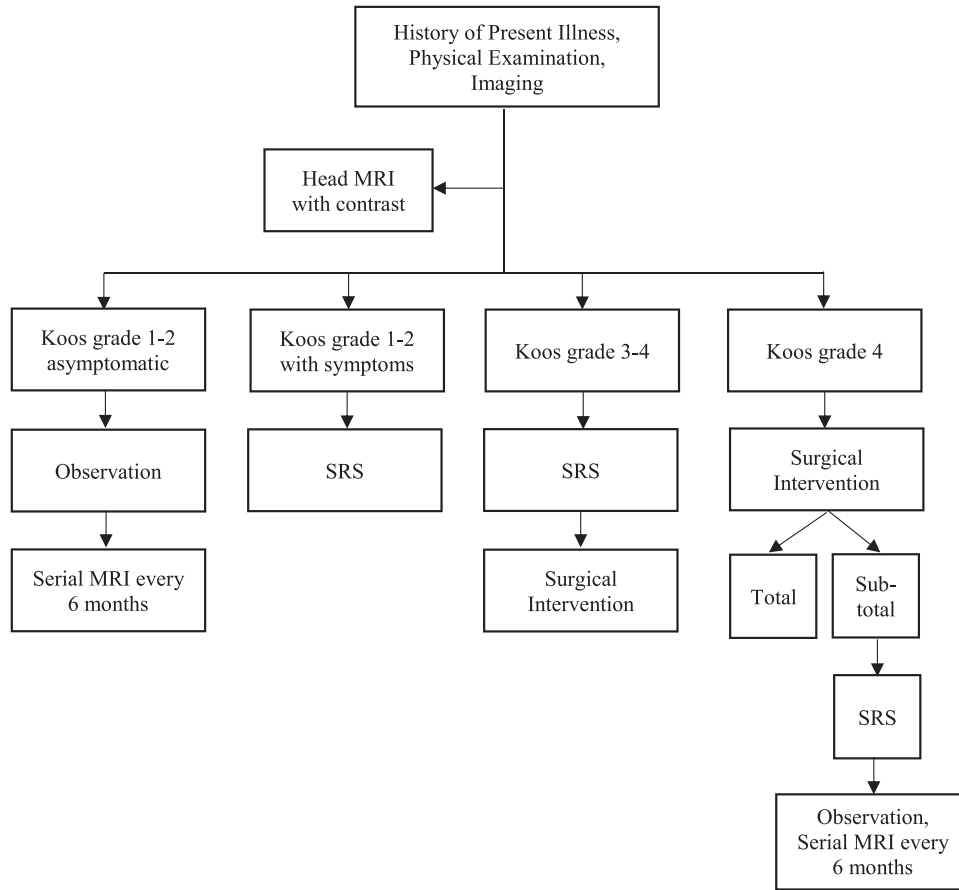 History of Present Illness,
Physical Examination,
Imaging
Head MRI
with contrast
Koos grade 1-2
asymptomatic
Koos grade 1-2
with symptoms
Koos grade 3-4
Koos grade 4
Observation
SRS
SRS
Surgical
Intervention
Serial MRI every
6 months
Surgical
Intervention
Total
Sub-
total
SRS
Observation,
Serial MRI every
6 months